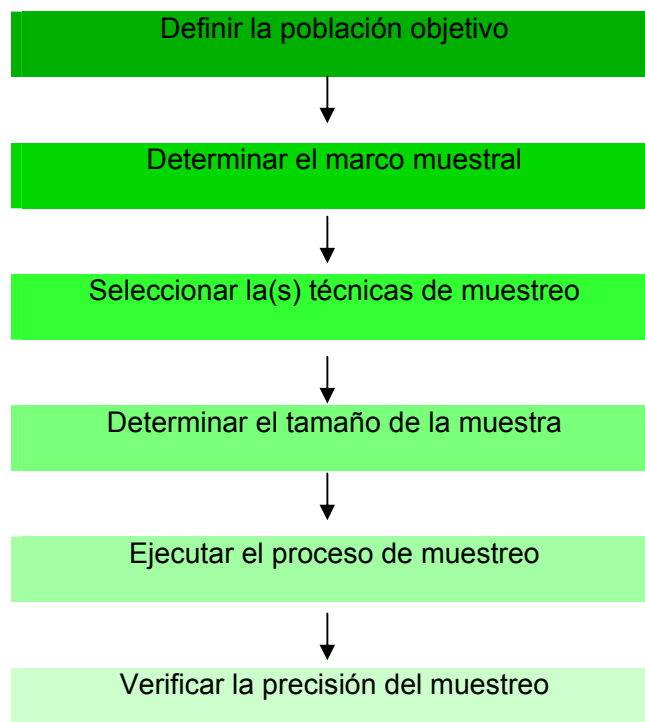 Definir la población objetivo
Determinar el marco muestral
Seleccionar la(s) técnicas de muestreo
Determinar el tamaño de la muestra
Ejecutar el proceso de muestreo
Verificar la precisión del muestreo